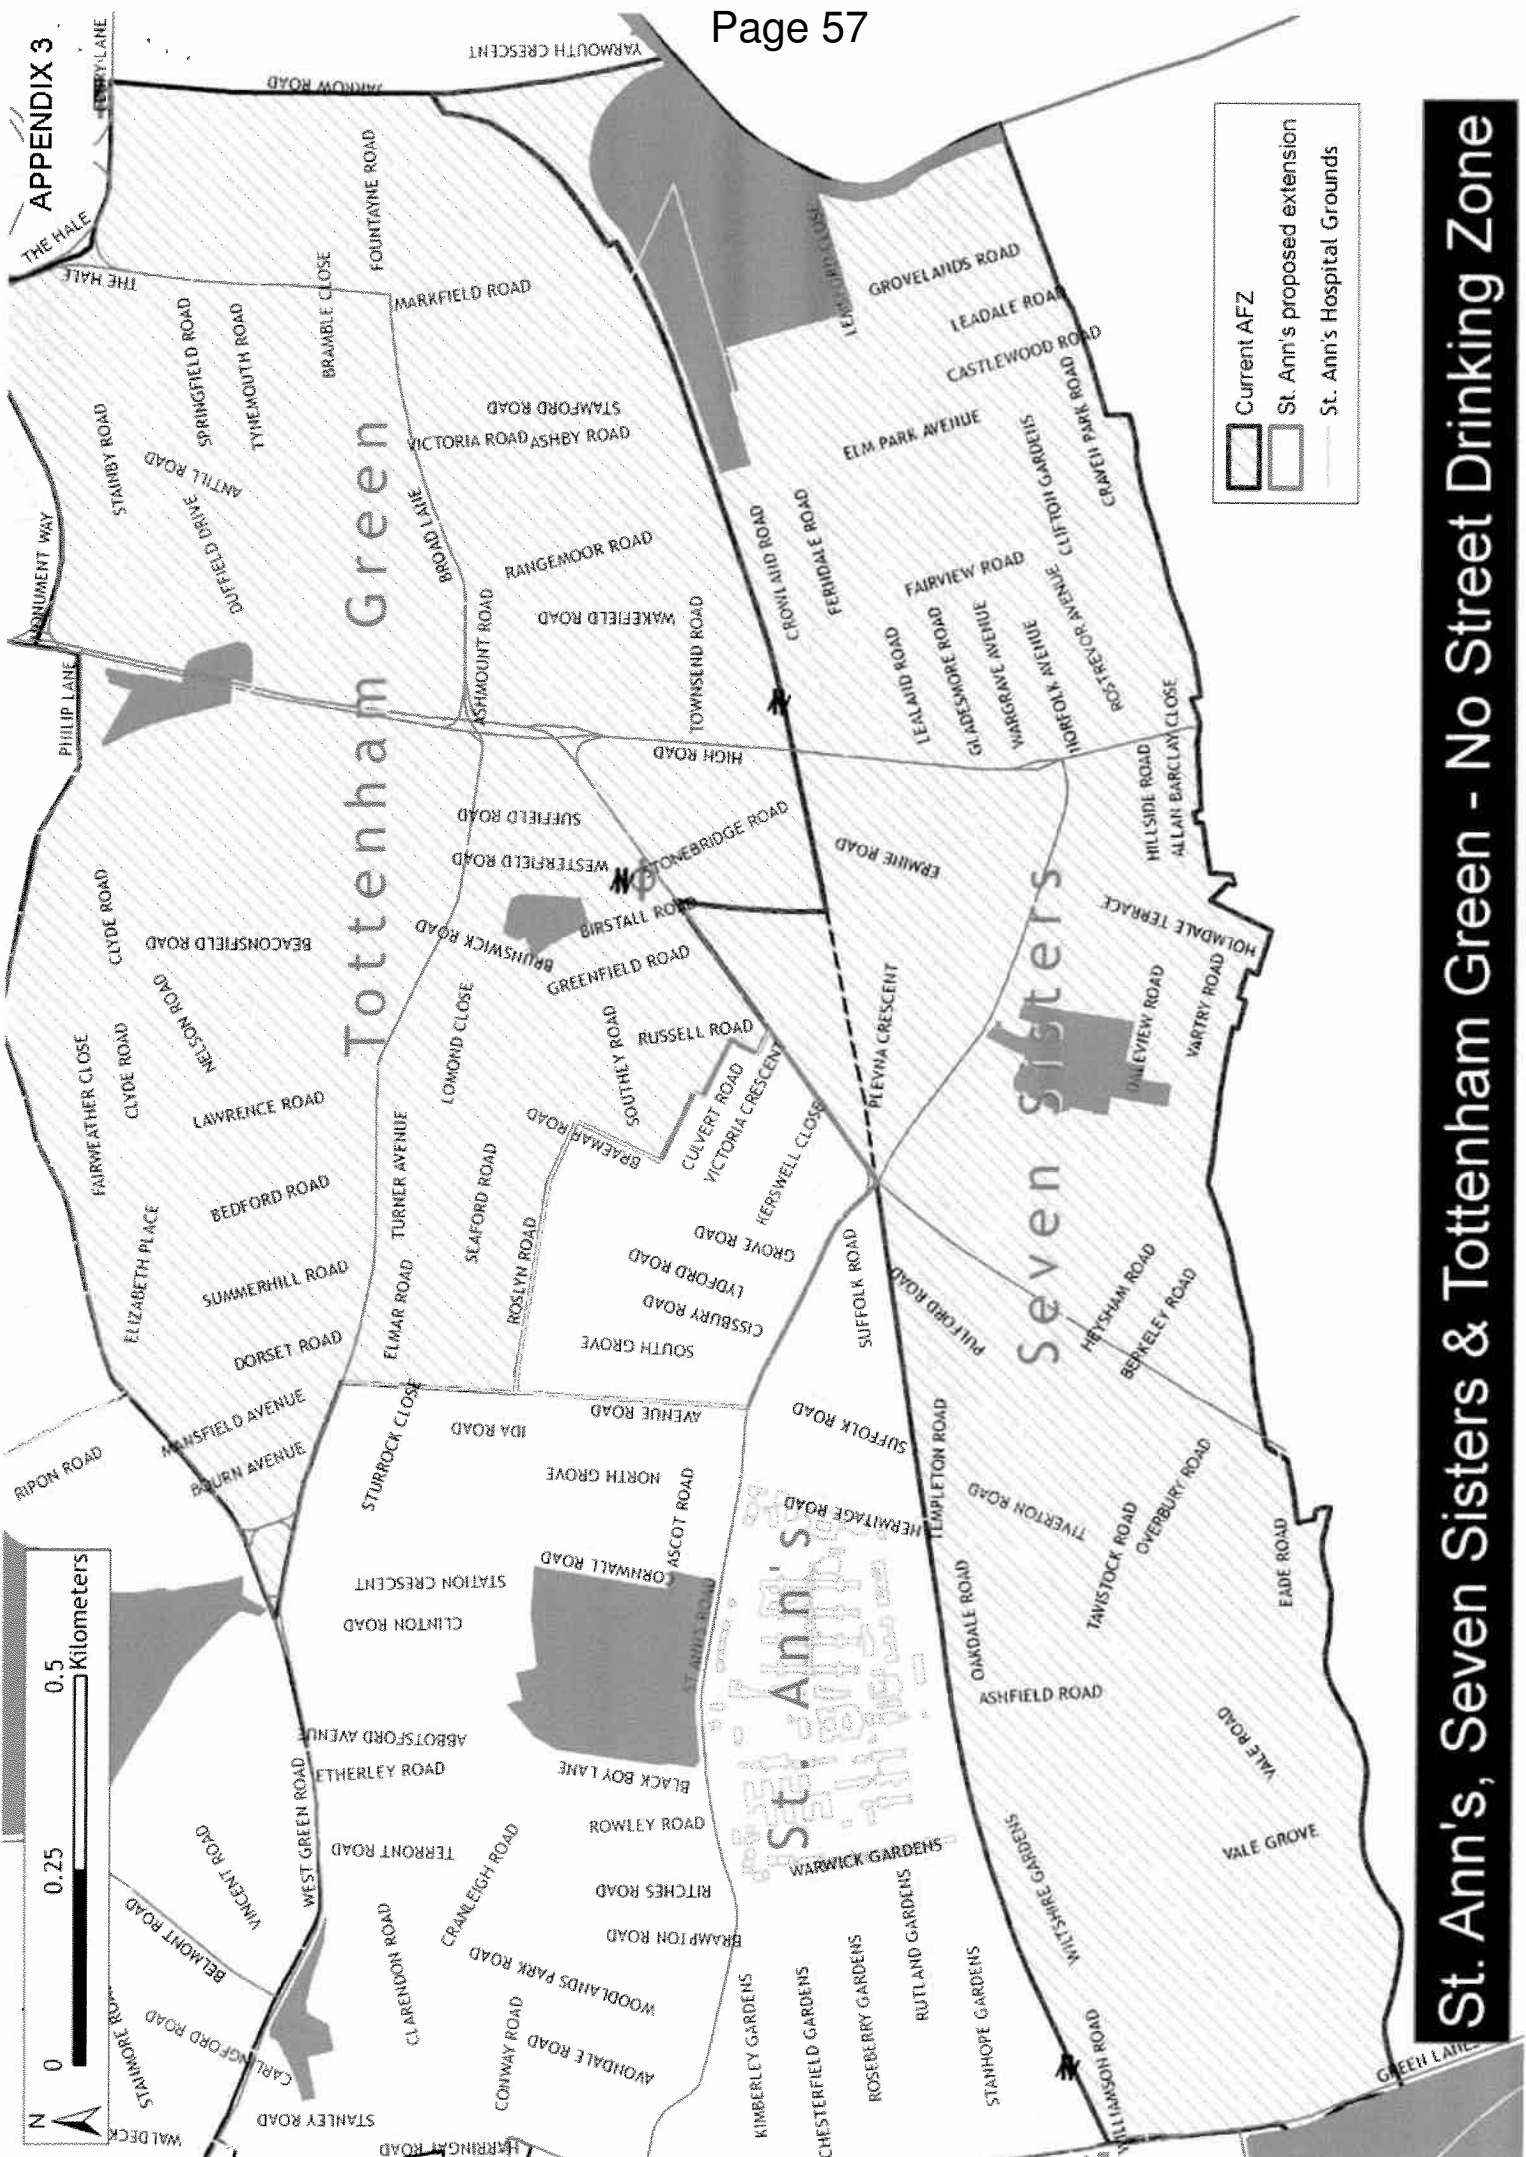 Page 57
APPENDIX 3
St. Ann's, Seven Sisters & Tottenham Green - No Street Drinking Zone
Current AFZ
St. Ann's proposed extension
St. Ann's Hospital Grounds
N
0
0.25
0.5
Kilometers
Tottenham Green
Seven Sisters
St. Ann's
YARMOUTH CRESCENT
JARROW ROAD
THE HALE
THE HALE
FOUNTAYNE ROAD
MARKFIELD ROAD
BRAMBLE CLOSE
TYNEMOUTH ROAD
SPRINGFIELD ROAD
STAINBY ROAD
ANTILL ROAD
DUFFIELD DRIVE
MONUMENT WAY
PHILIP LANE
STAMFORD ROAD
VICTORIA ROAD
ASHBY ROAD
BROAD LANE
RANGEMOOR ROAD
WAKEFIELD ROAD
ASHMOUNT ROAD
TOWNSEND ROAD
HIGH ROAD
GROVELANDS ROAD
LEADALE ROAD
CASTLEWOOD ROAD
CRAVEN PARK ROAD
ELM PARK AVENUE
CLIFTON GARDENS
CROWLAND ROAD
FERNDALE ROAD
FAIRVIEW ROAD
LEALAND ROAD
GLADESMORE ROAD
WARGRAVE AVENUE
NORFOLK AVENUE
ROSTREVOR AVENUE
HILLSIDE ROAD
ALLAN BARCLAY CLOSE
SUFFIELD ROAD
WESTERFIELD ROAD
STONEBRIDGE ROAD
ERMINE ROAD
HOLMDALE TERRACE
VARTRY ROAD
BIRSTALL ROAD
BRUNSWICK ROAD
GREENFIELD ROAD
RUSSELL ROAD
SOUTHEY ROAD
BRAEMAR ROAD
CULVERT ROAD
VICTORIA CRESCENT
KERSWELL CLOSE
PLEVNA CRESCENT
CLYDE ROAD
BEACONSFIELD ROAD
NELSON ROAD
CLYDE ROAD
FAIRWEATHER CLOSE
LAWRENCE ROAD
LOMOND CLOSE
TURNER AVENUE
SEAFORD ROAD
BEDFORD ROAD
ELIZABETH PLACE
SUMMERHILL ROAD
DORSET ROAD
ELMAR ROAD
ROSLYN ROAD
GROVE ROAD
LYDFORD ROAD
CISSBURY ROAD
SOUTH GROVE
SUFFOLK ROAD
PULFORD ROAD
HEYSHAM ROAD
BERKELEY ROAD
MANSFIELD AVENUE
BOURN AVENUE
RIPON ROAD
STURROCK CLOSE
IDA ROAD
AVENUE ROAD
NORTH GROVE
SUFFOLK ROAD
ASCOT ROAD
CORNWALL ROAD
HERMITAGE ROAD
TEMPLETON ROAD
TIVERTON ROAD
OVERBURY ROAD
TAVISTOCK ROAD
EADE ROAD
OAKDALE ROAD
ASHFIELD ROAD
STATION CRESCENT
CLINTON ROAD
ST ANN'S ROAD
ABBOTSFORD AVENUE
ETHERLEY ROAD
BLACK BOY LANE
WEST GREEN ROAD
ROWLEY ROAD
TERRONT ROAD
CRANLEIGH ROAD
RITCHES ROAD
BRAMPTON ROAD
WARWICK GARDENS
VALE ROAD
VALE GROVE
VINCENT ROAD
BELMONT ROAD
CLARENDON ROAD
WOODLANDS PARK ROAD
CONWAY ROAD
AVONDALE ROAD
KIMBERLEY GARDENS
CHESTERFIELD GARDENS
ROSEBERRY GARDENS
RUTLAND GARDENS
STANHOPE GARDENS
WILTSHIRE GARDENS
WILLIAMSON ROAD
GREEN LANES
CARLINGFORD ROAD
STANMORE
WALDECK
STANLEY ROAD
HARRINGAY ROAD